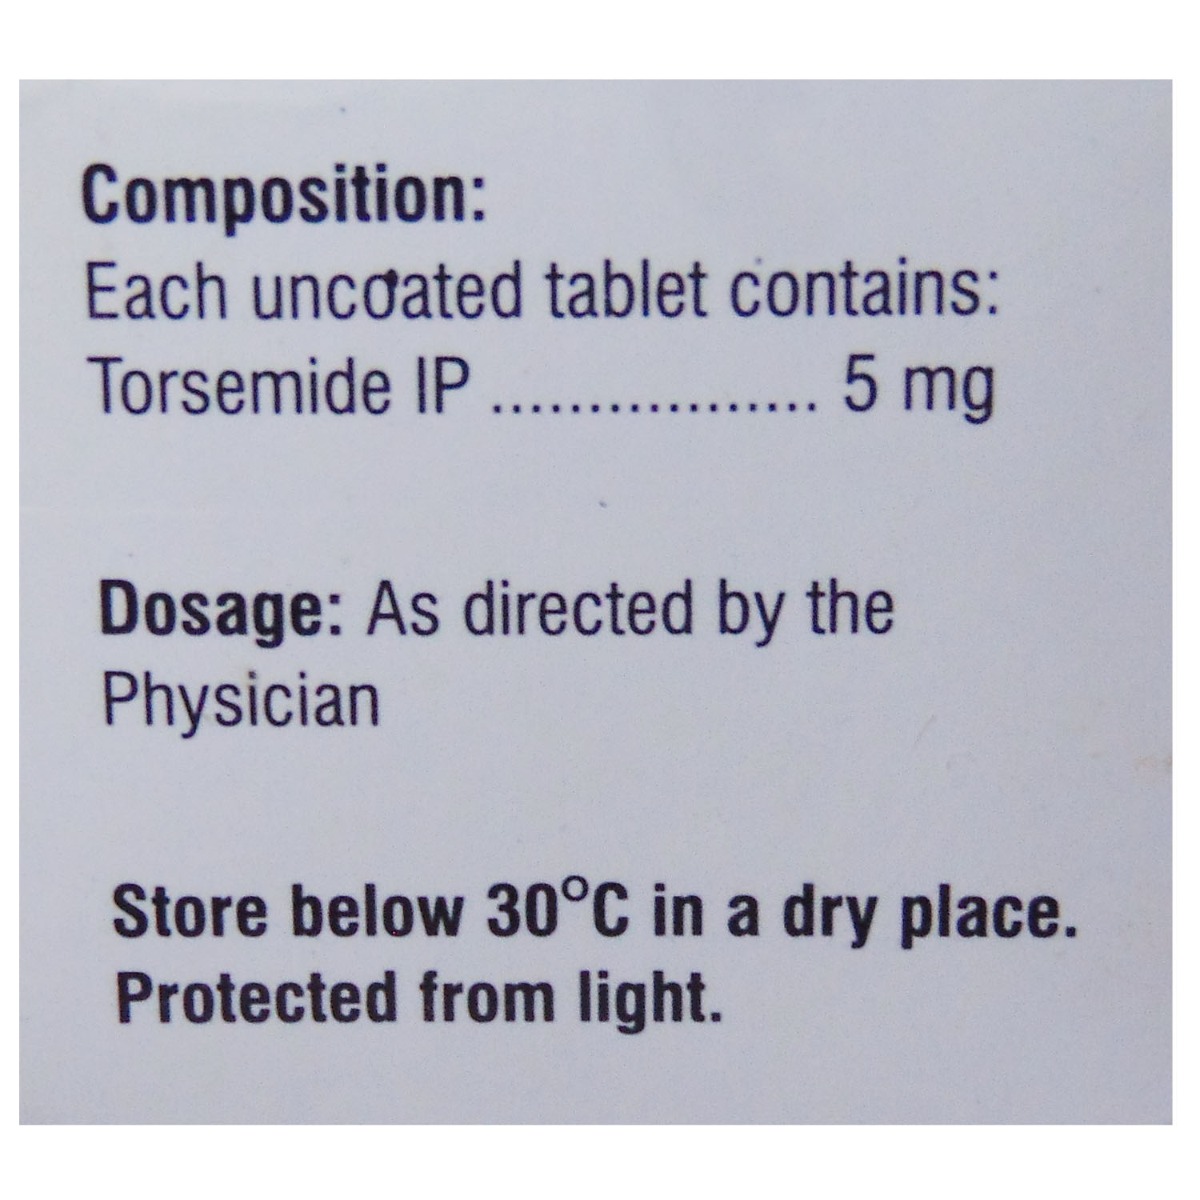 Composition:
Each uncoated tablet contains:
Torsemide IP ................. 5 mg
Dosage: As directed by the
Physician
Store below 30°C in a dry place.
Protected from light.